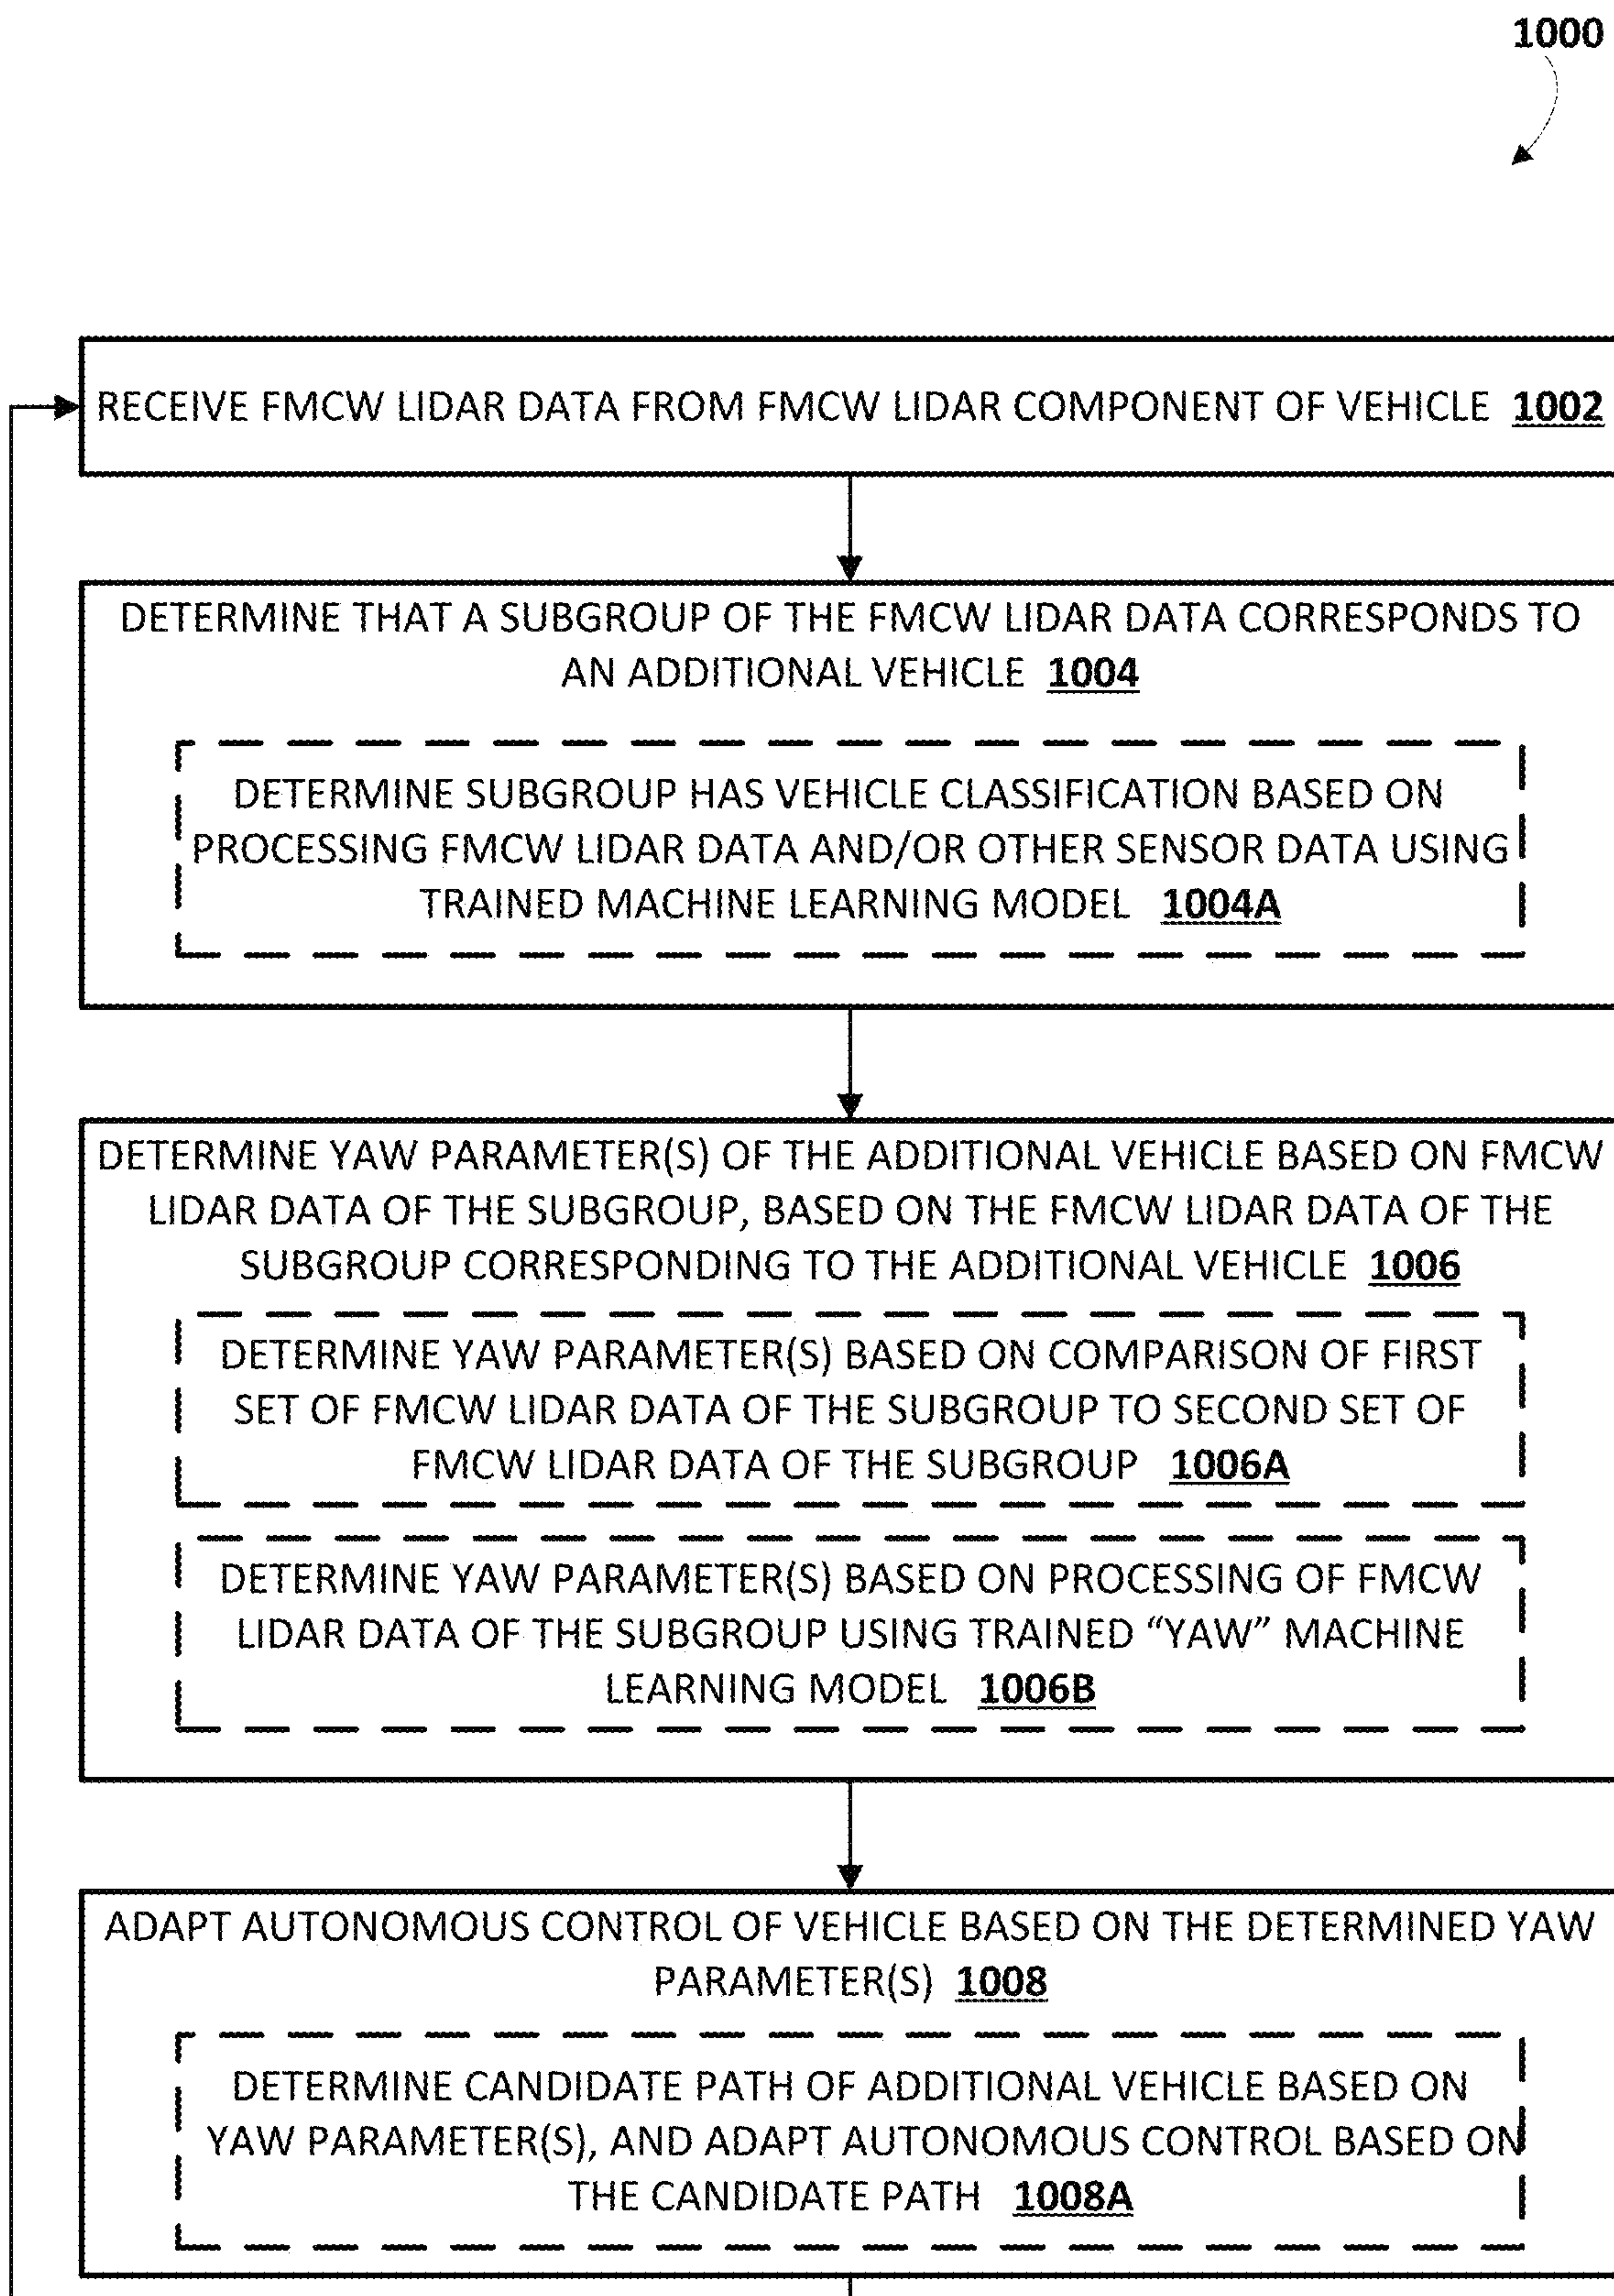 1000
RECEIVE FMCW LIDAR DATA FROM FMCW LIDAR COMPONENT OF VEHICLE 1002
DETERMINE THAT A SUBGROUP OF THE FMCW LIDAR DATA CORRESPONDS TO
AN ADDITIONAL VEHICLE 1004
DETERMINE SUBGROUP HAS VEHICLE CLASSIFICATION BASED ON
PROCESSING FMCW LIDAR DATA AND/OR OTHER SENSOR DATA USING
TRAINED MACHINE LEARNING MODEL 1004A
DETERMINE YAW PARAMETER(S) OF THE ADDITIONAL VEHICLE BASED ON FMCW
LIDAR DATA OF THE SUBGROUP, BASED ON THE FMCW LIDAR DATA OF THE
SUBGROUP CORRESPONDING TO THE ADDITIONAL VEHICLE 1006
DETERMINE YAW PARAMETER(S) BASED ON COMPARISON OF FIRST
SET OF FMCW LIDAR DATA OF THE SUBGROUP TO SECOND SET OF
FMCW LIDAR DATA OF THE SUBGROUP 1006A
DETERMINE YAW PARAMETER(S) BASED ON PROCESSING OF FMCW
LIDAR DATA OF THE SUBGROUP USING TRAINED “YAW” MACHINE
LEARNING MODEL 1006B
ADAPT AUTONOMOUS CONTROL OF VEHICLE BASED ON THE DETERMINED YAW
PARAMETER(S) 1008
DETERMINE CANDIDATE PATH OF ADDITIONAL VEHICLE BASED ON
YAW PARAMETER(S), AND ADAPT AUTONOMOUS CONTROL BASED ON
THE CANDIDATE PATH 1008A